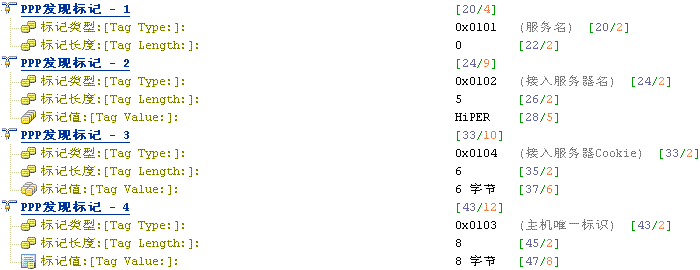 PPP发现标记 - 1 [20/4]
标记类型:[Tag Type:]: 0x0101 (服务名) [20/2]
标记长度:[Tag Length:]: 0 [22/2]
PPP发现标记 - 2 [24/9]
标记类型:[Tag Type:]: 0x0102 (接入服务器名) [24/2]
标记长度:[Tag Length:]: 5 [26/2]
标记值:[Tag Value:]: HiPER [28/5]
PPP发现标记 - 3 [33/10]
标记类型:[Tag Type:]: 0x0104 (接入服务器Cookie) [33/2]
标记长度:[Tag Length:]: 6 [35/2]
标记值:[Tag Value:]: 6 字节 [37/6]
PPP发现标记 - 4 [43/12]
标记类型:[Tag Type:]: 0x0103 (主机唯一标识) [43/2]
标记长度:[Tag Length:]: 8 [45/2]
标记值:[Tag Value:]: 8 字节 [47/8]